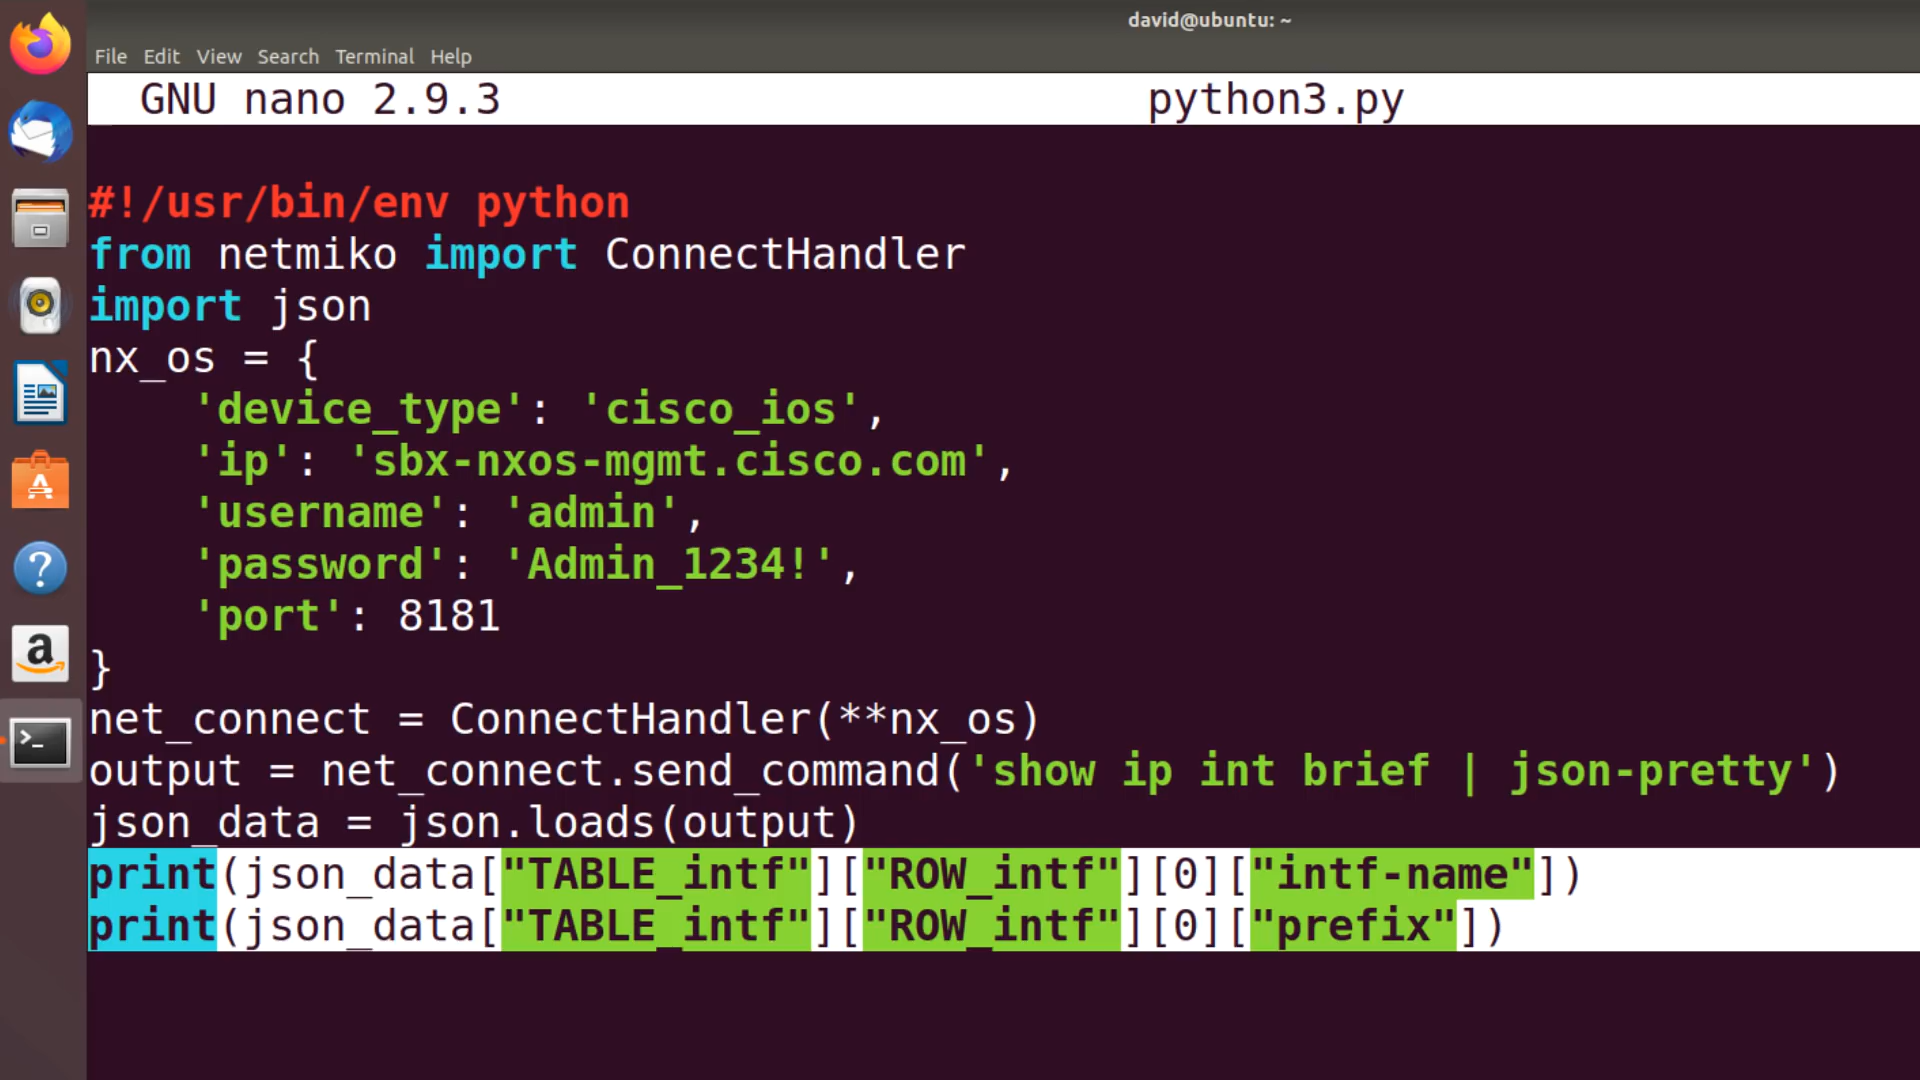 david@ubuntu: ~
File Edit View Search Terminal Help
GNU nano 2.9.3 python3.py
#!/usr/bin/env python
from netmiko import ConnectHandler
import json
nx_os = {
    'device_type': 'cisco_ios',
    'ip': 'sbx-nxos-mgmt.cisco.com',
    'username': 'admin',
    'password': 'Admin_1234!',
    'port': 8181
}
net_connect = ConnectHandler(**nx_os)
output = net_connect.send_command('show ip int brief | json-pretty')
json_data = json.loads(output)
print(json_data["TABLE_intf"]["ROW_intf"][0]["intf-name"])
print(json_data["TABLE_intf"]["ROW_intf"][0]["prefix"])